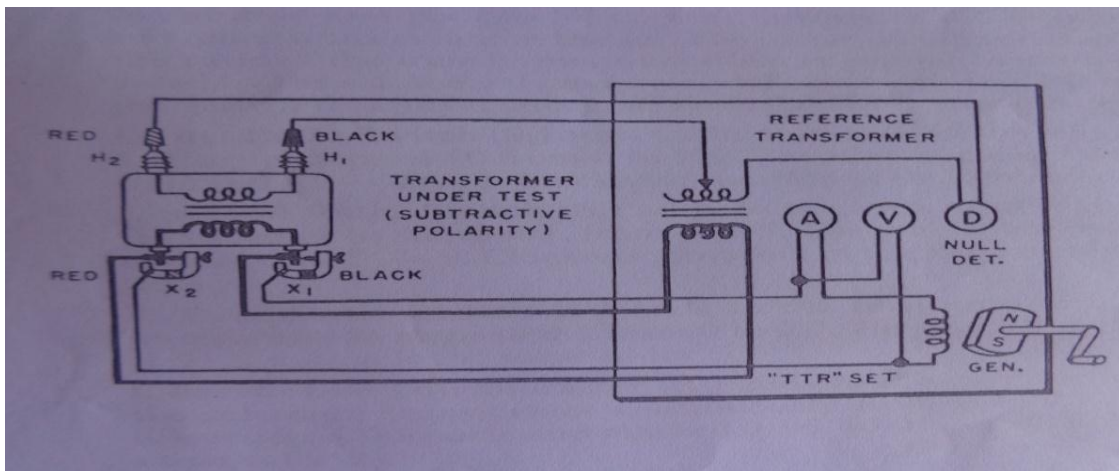 REFERENCE
TRANSFORMER
RED
H2
BLACK
H1
TRANSFORMER
UNDER TEST
(SUBTRACTIVE
POLARITY)
A
V
D
NULL
DET.
RED
X2
X1
BLACK
N
S
GEN.
"TTR" SET